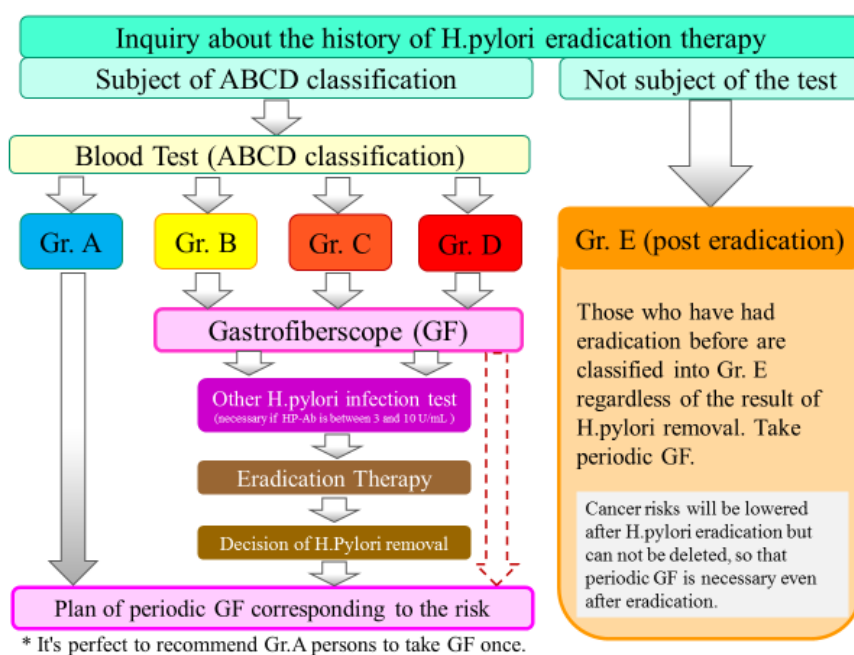 Inquiry about the history of H.pylori eradication therapy
Subject of ABCD classification
Not subject of the test
Blood Test (ABCD classification)
Gr. A
Gr. B
Gr. C
Gr. D
Gastrofiberscope (GF)
Other H.pylori infection test
(necessary if HP-Ab is between 3 and 10 U/mL )
Eradication Therapy
Decision of H.Pylori removal
Plan of periodic GF corresponding to the risk
* It's perfect to recommend Gr.A persons to take GF once.
Gr. E (post eradication)
Those who have had
eradication before are
classified into Gr. E
regardless of the result of
H.pylori removal. Take
periodic GF.
Cancer risks will be lowered
after H.pylori eradication but
can not be deleted, so that
periodic GF is necessary even
after eradication.